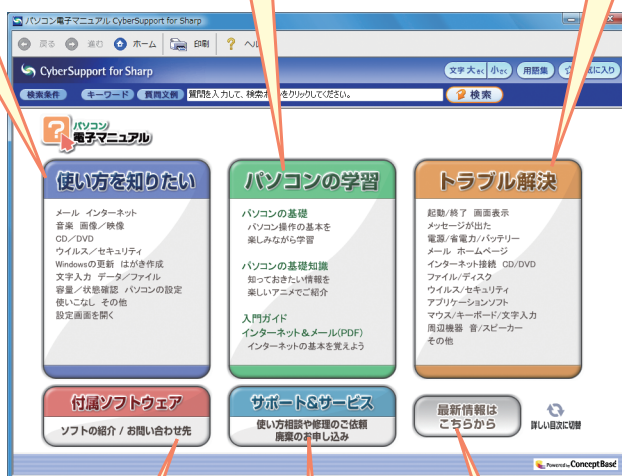 パソコン電子マニュアル CyberSupport for Sharp
戻る 進む ホーム 印刷 ヘル
CyberSupport for Sharp
文字 大きく 小さく 用語集 に入り
検索条件 キーワード 質問文例 質問を入力して、検索ボタンをクリックしてください。 検索
パソコン
電子マニュアル
使い方を知りたい
メール インターネット
音楽 画像/映像
CD/DVD
ウイルス/セキュリティ
Windowsの更新 はがき作成
文字入力 データ/ファイル
容量/状態確認 パソコンの設定
使いこなし その他
設定画面を開く
パソコンの学習
パソコンの基礎
パソコン操作の基本を
楽しみながら学習
パソコンの基礎知識
知っておきたい情報を
楽しいアニメでご紹介
入門ガイド
インターネット&メール(PDF)
インターネットの基本を覚えよう
トラブル解決
起動/終了 画面表示
メッセージが出た
電源/省電力/バッテリー
メール ホームページ
インターネット接続 CD/DVD
ファイル/ディスク
ウイルス/セキュリティ
アプリケーションソフト
マウス/キーボード/文字入力
周辺機器 音/スピーカー
その他
付属ソフトウェア
ソフトの紹介 / お問い合わせ先
サポート&サービス
使い方相談や修理のご依頼
廃棄のお申し込み
最新情報は
こちらから
詳しい目次に切替
Powered by ConceptBase